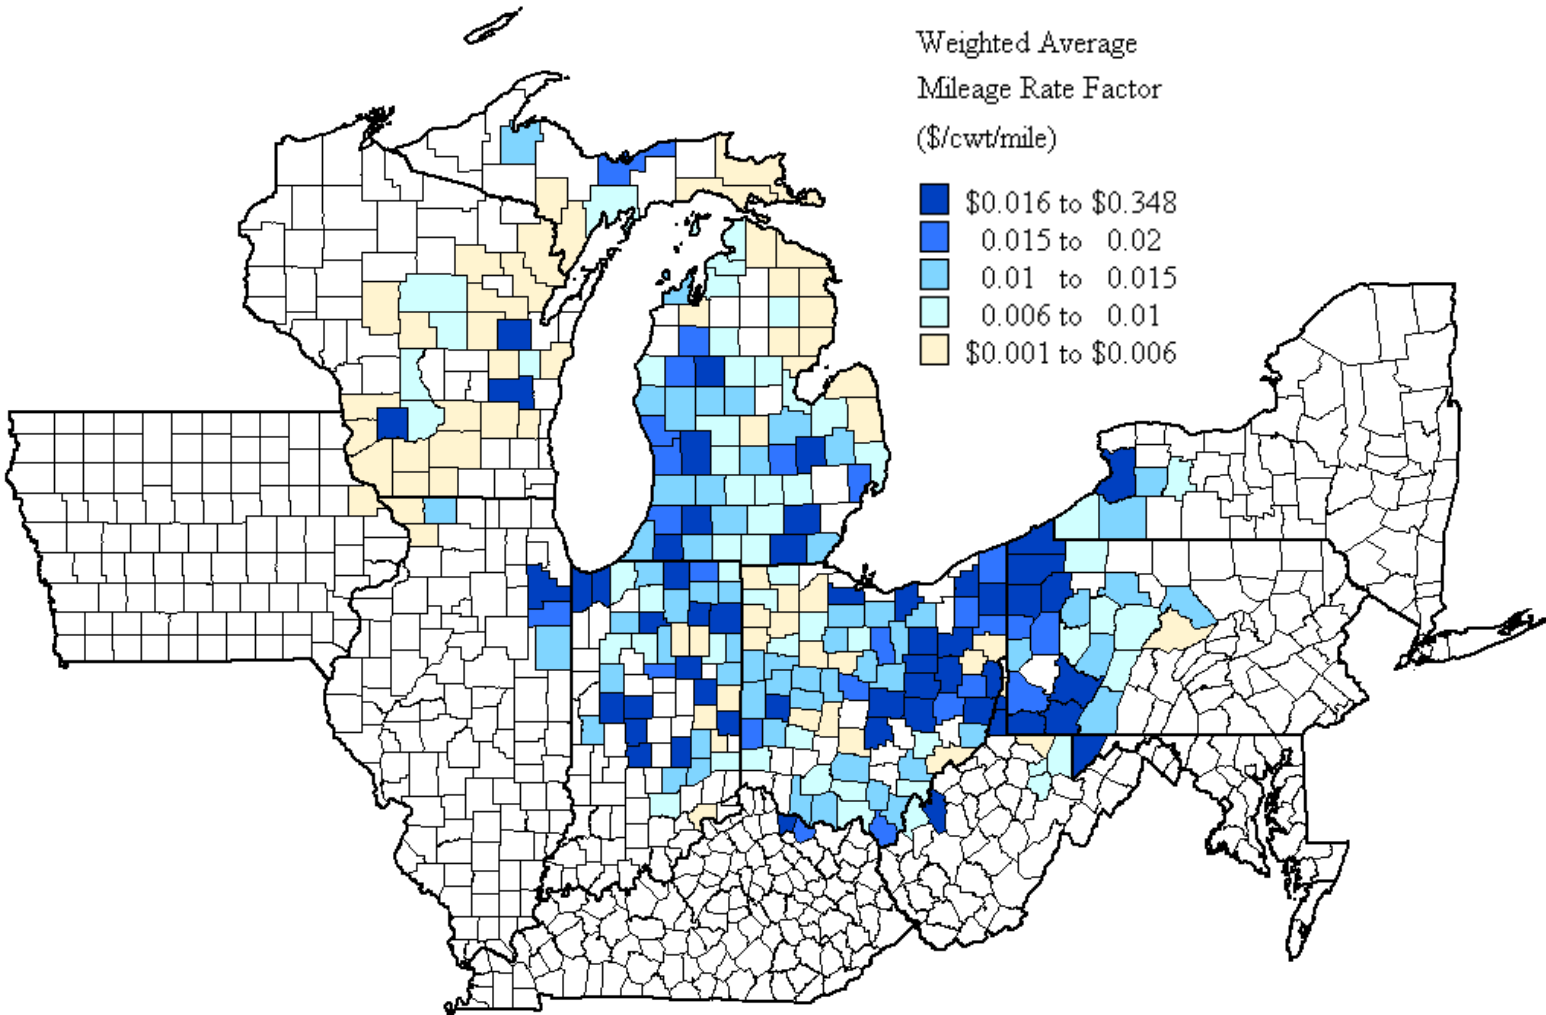 Weighted Average
Mileage Rate Factor
($/cwt/mile)
$0.016 to $0.348
0.015 to 0.02
0.01 to 0.015
0.006 to 0.01
$0.001 to $0.006